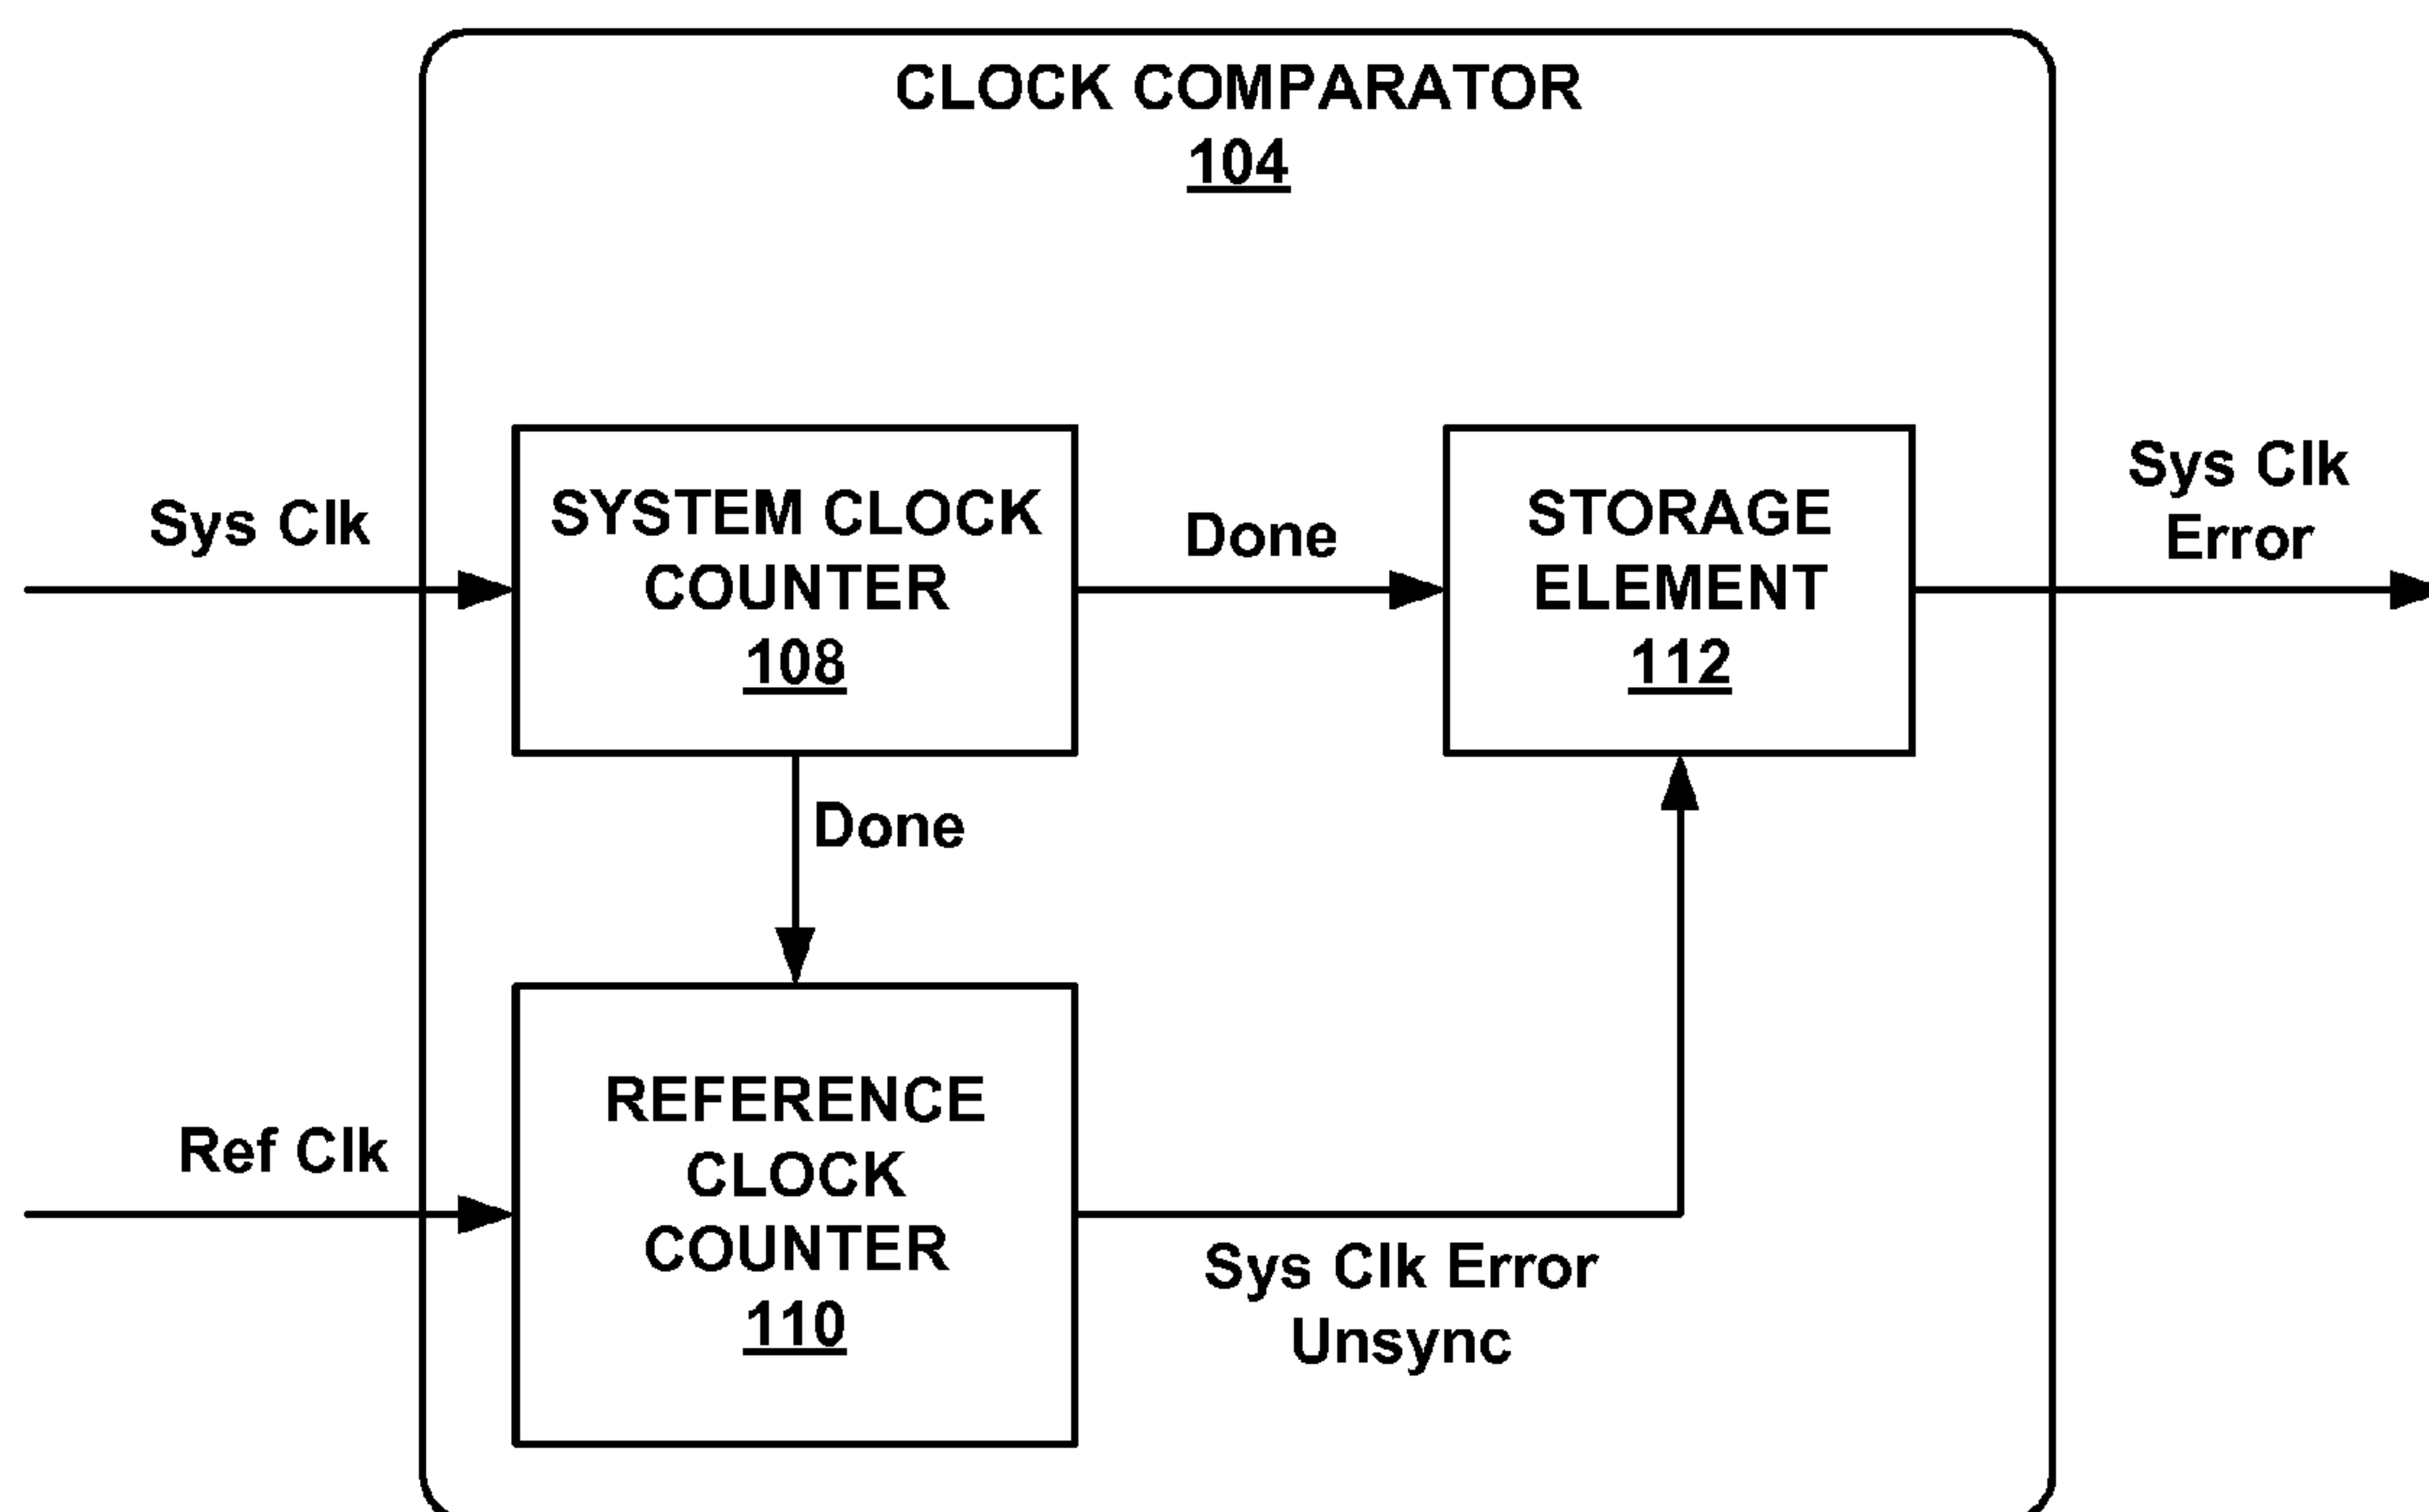 CLOCK COMPARATOR
104
Sys Clk
SYSTEM CLOCK
COUNTER
108
Done
STORAGE
ELEMENT
112
Sys Clk
Error
Done
Ref Clk
REFERENCE
CLOCK
COUNTER
110
Sys Clk Error
Unsync